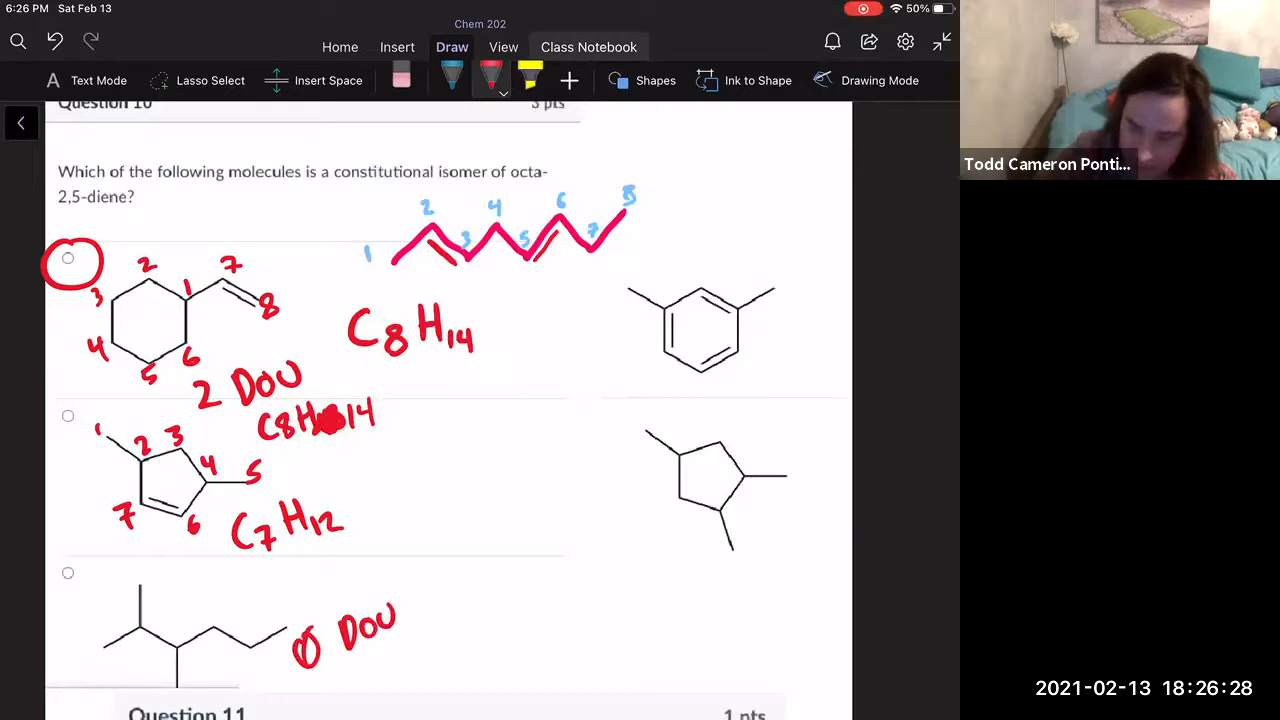 6:26 PM Sat Feb 13
50%
Chem 202
Home Insert Draw View Class Notebook
Text Mode Lasso Select Insert Space Shapes Ink to Shape Drawing Mode
Question 10 3 pts
Which of the following molecules is a constitutional isomer of octa-
2,5-diene?
1 2 3 4 5 6 7 8
C8H14
1 2 3 4 5 6 7 8
2 DOU
C8H14
1 2 3 4 5 6 7
C7H12
0 DOU
Question 11 1 pts
Todd Cameron Ponti...
2021-02-13 18:26:28